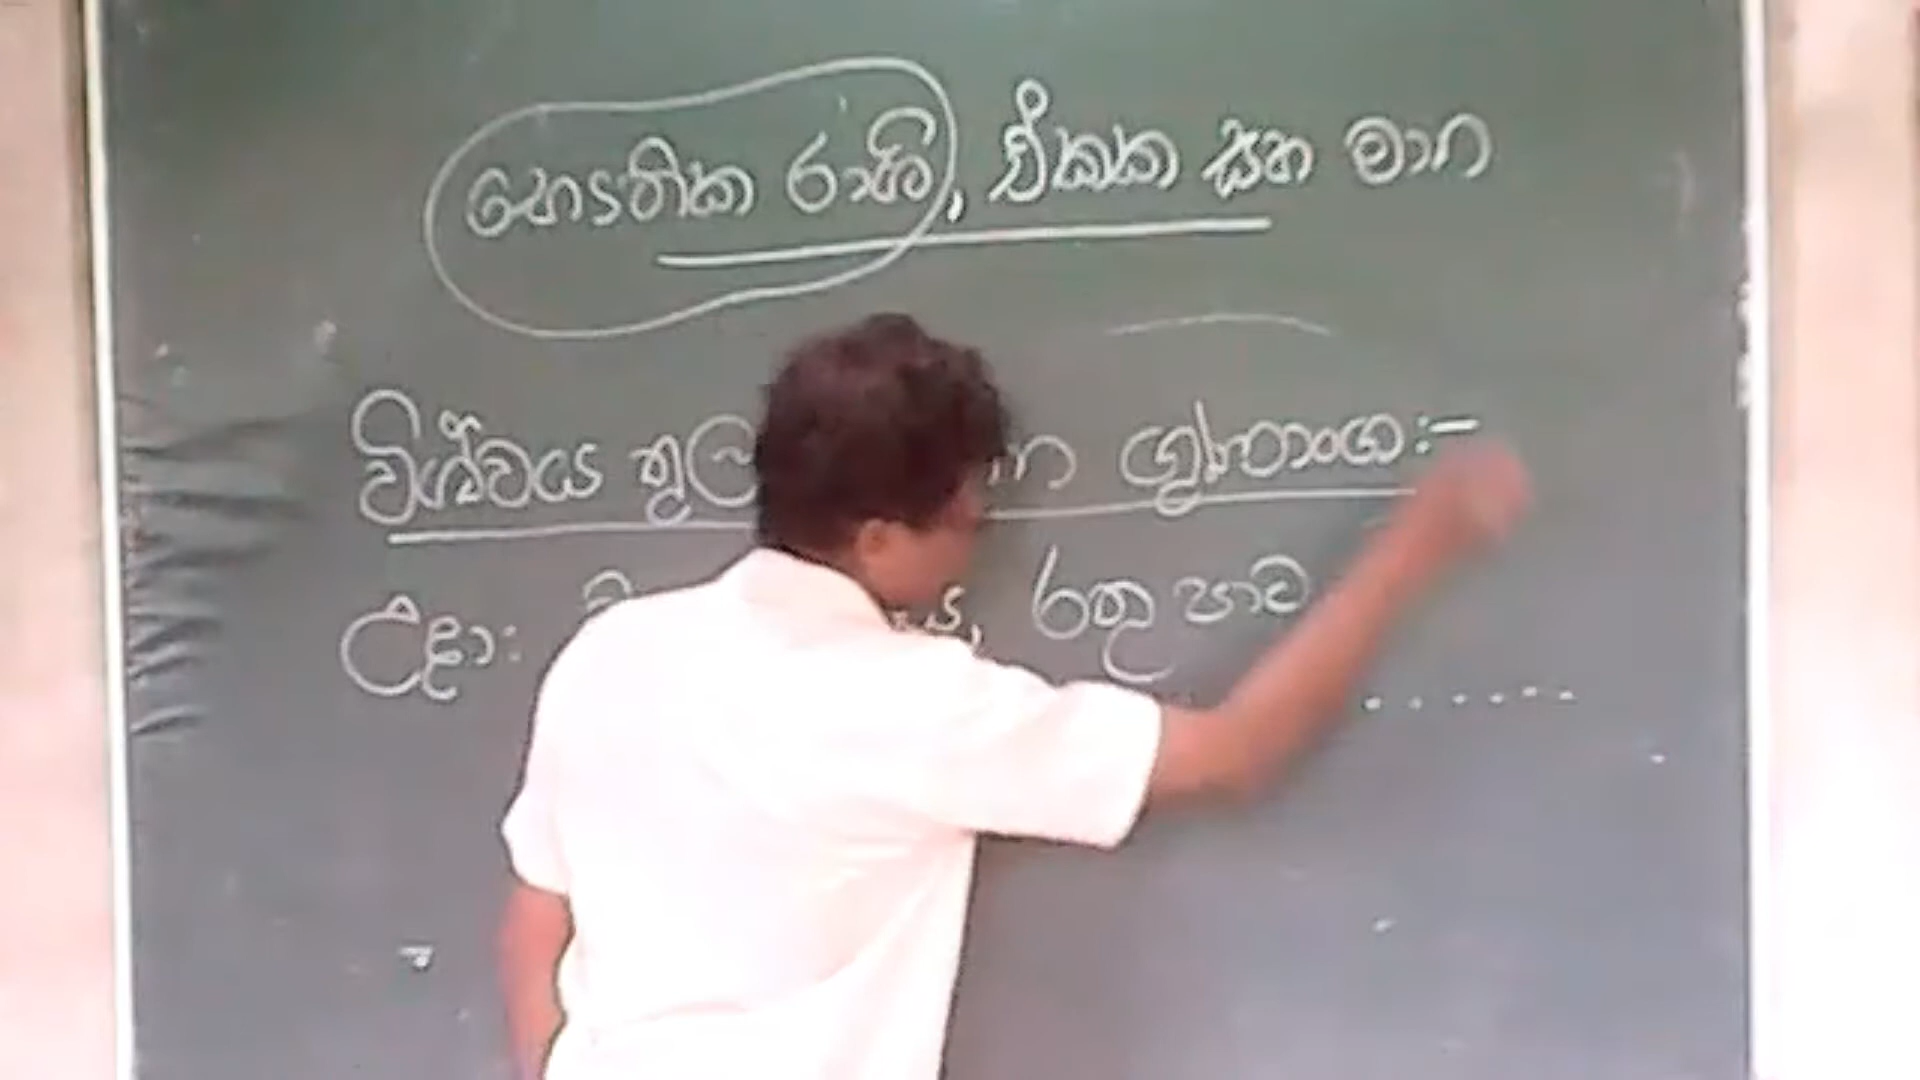 භෞතික රාශි, ඒකක සහ මාන
විශ්වය තුල ගුණාංග:-
උදා: රතු පාට